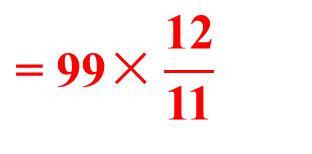 = 99 × 12/11